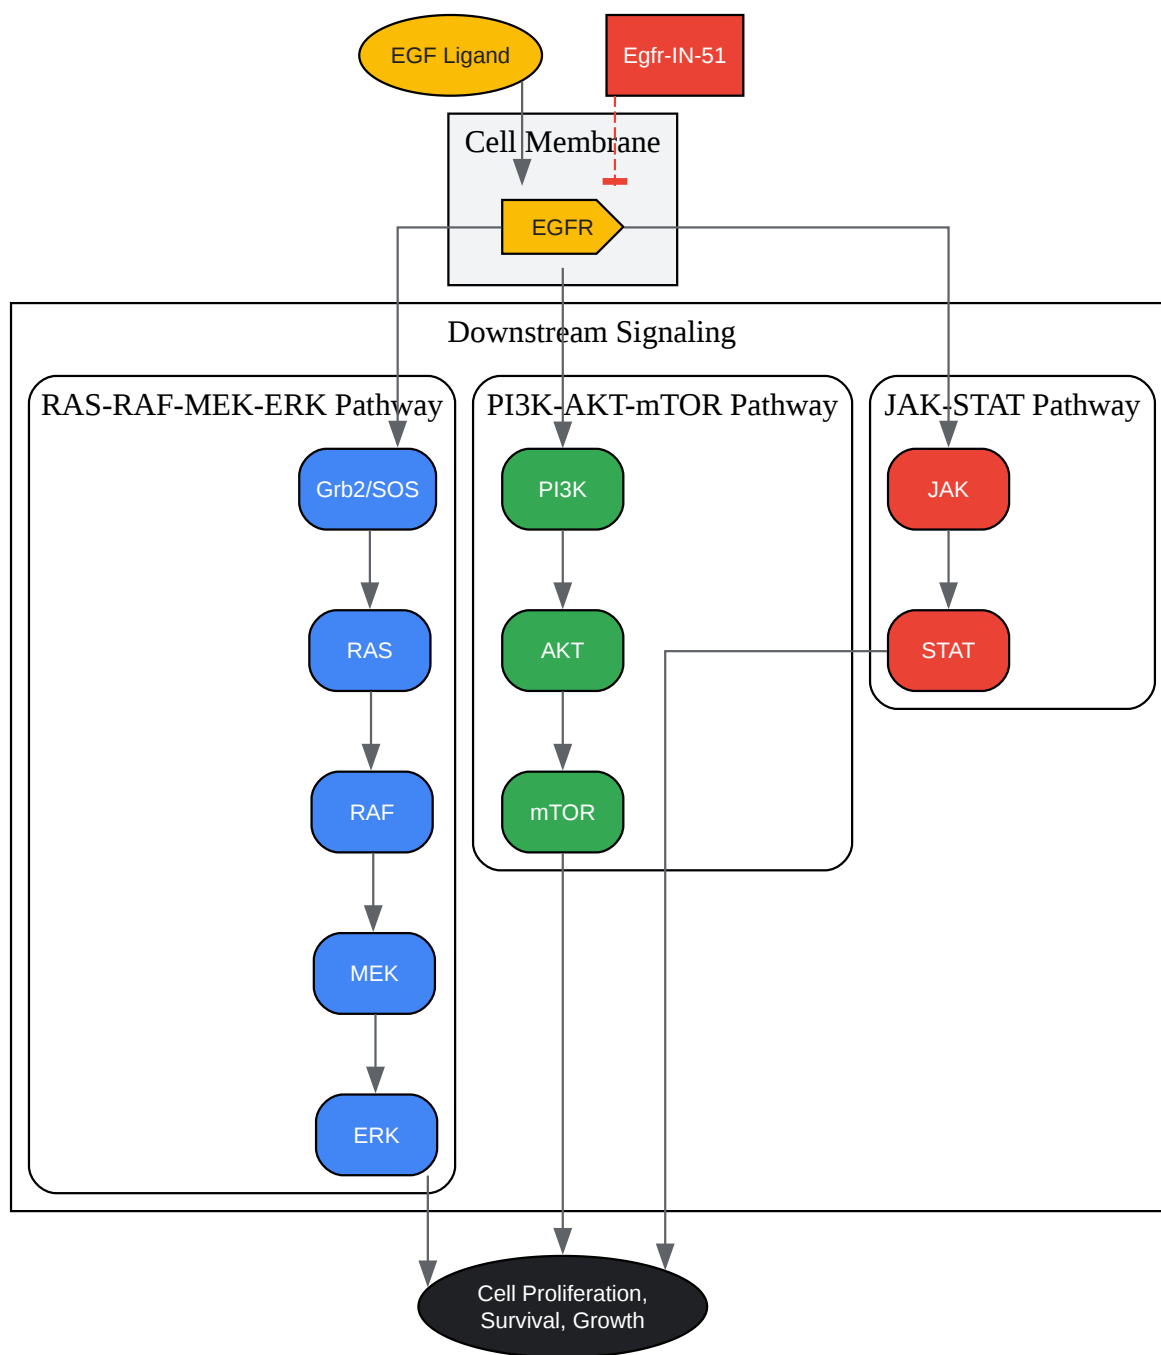 EGF Ligand
Egfr-IN-51
Cell Membrane
EGFR
Downstream Signaling
RAS-RAF-MEK-ERK Pathway
PI3K-AKT-mTOR Pathway
JAK-STAT Pathway
Grb2/SOS
PI3K
JAK
RAS
AKT
STAT
RAF
mTOR
MEK
ERK
Cell Proliferation,
Survival, Growth